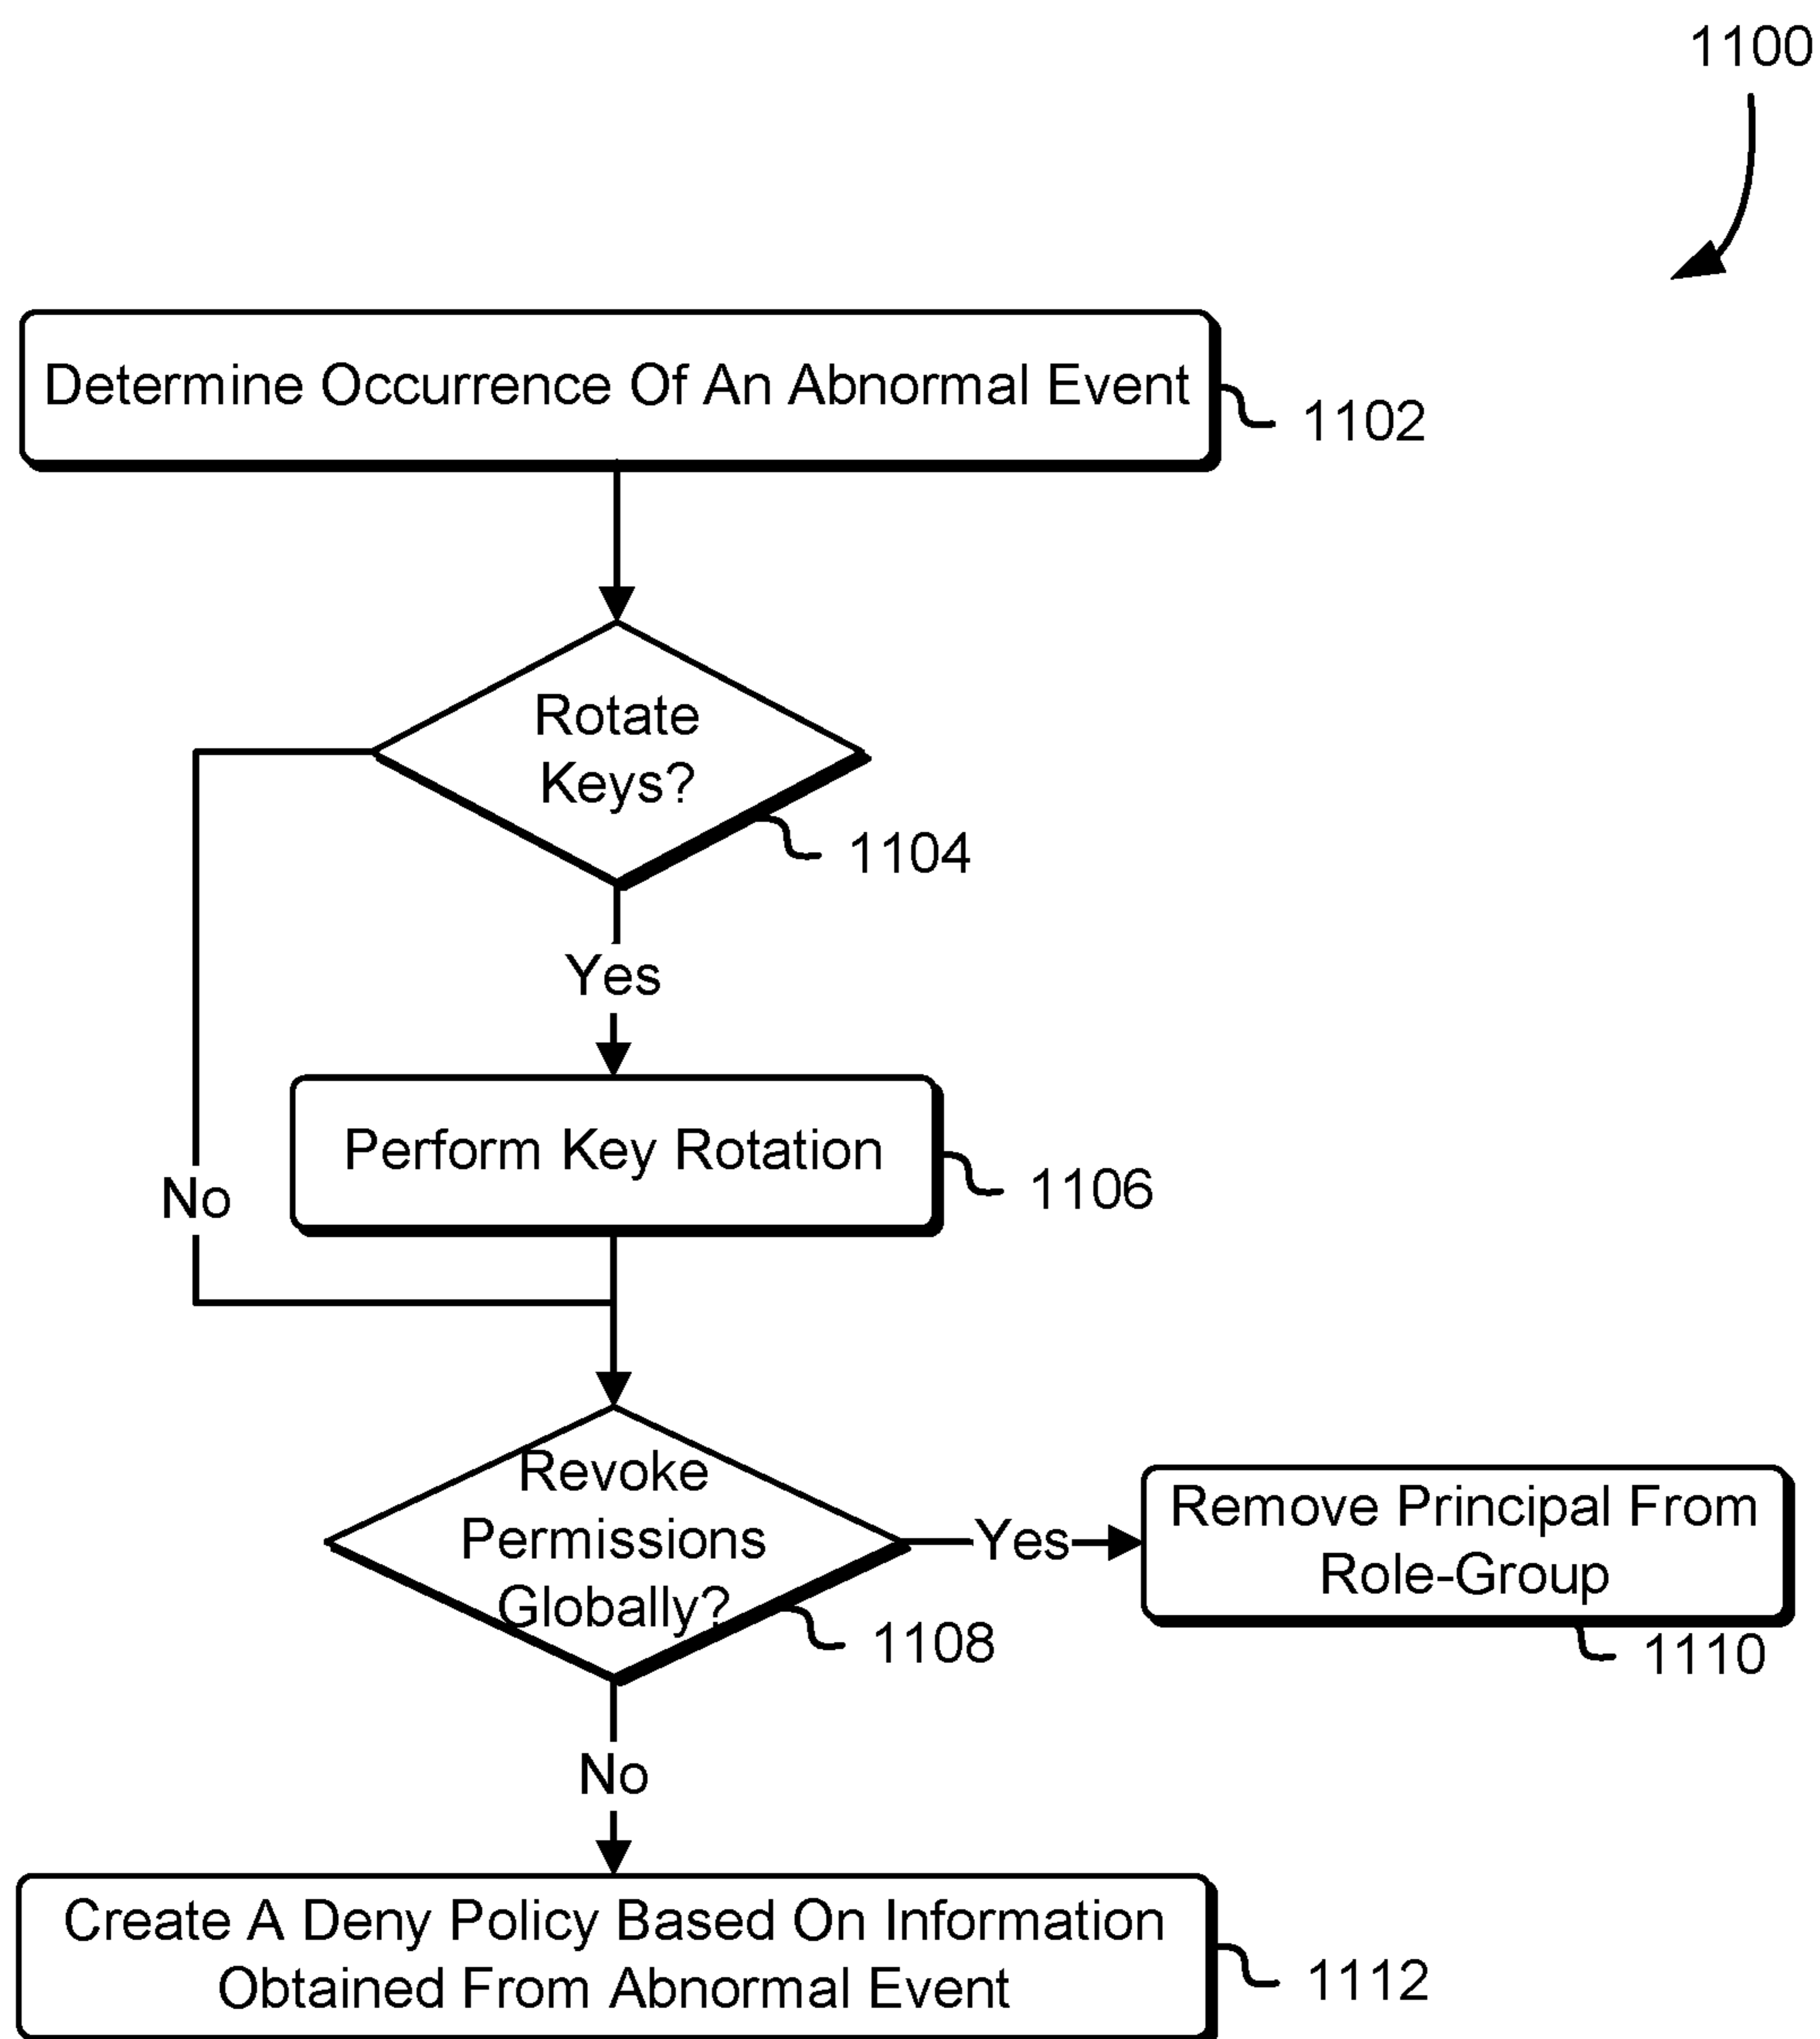 1100
Determine Occurrence Of An Abnormal Event
1102
Rotate
Keys?
1104
Yes
Perform Key Rotation
1106
No
Revoke
Permissions
Globally?
1108
Yes
Remove Principal From
Role-Group
1110
No
Create A Deny Policy Based On Information
Obtained From Abnormal Event
1112